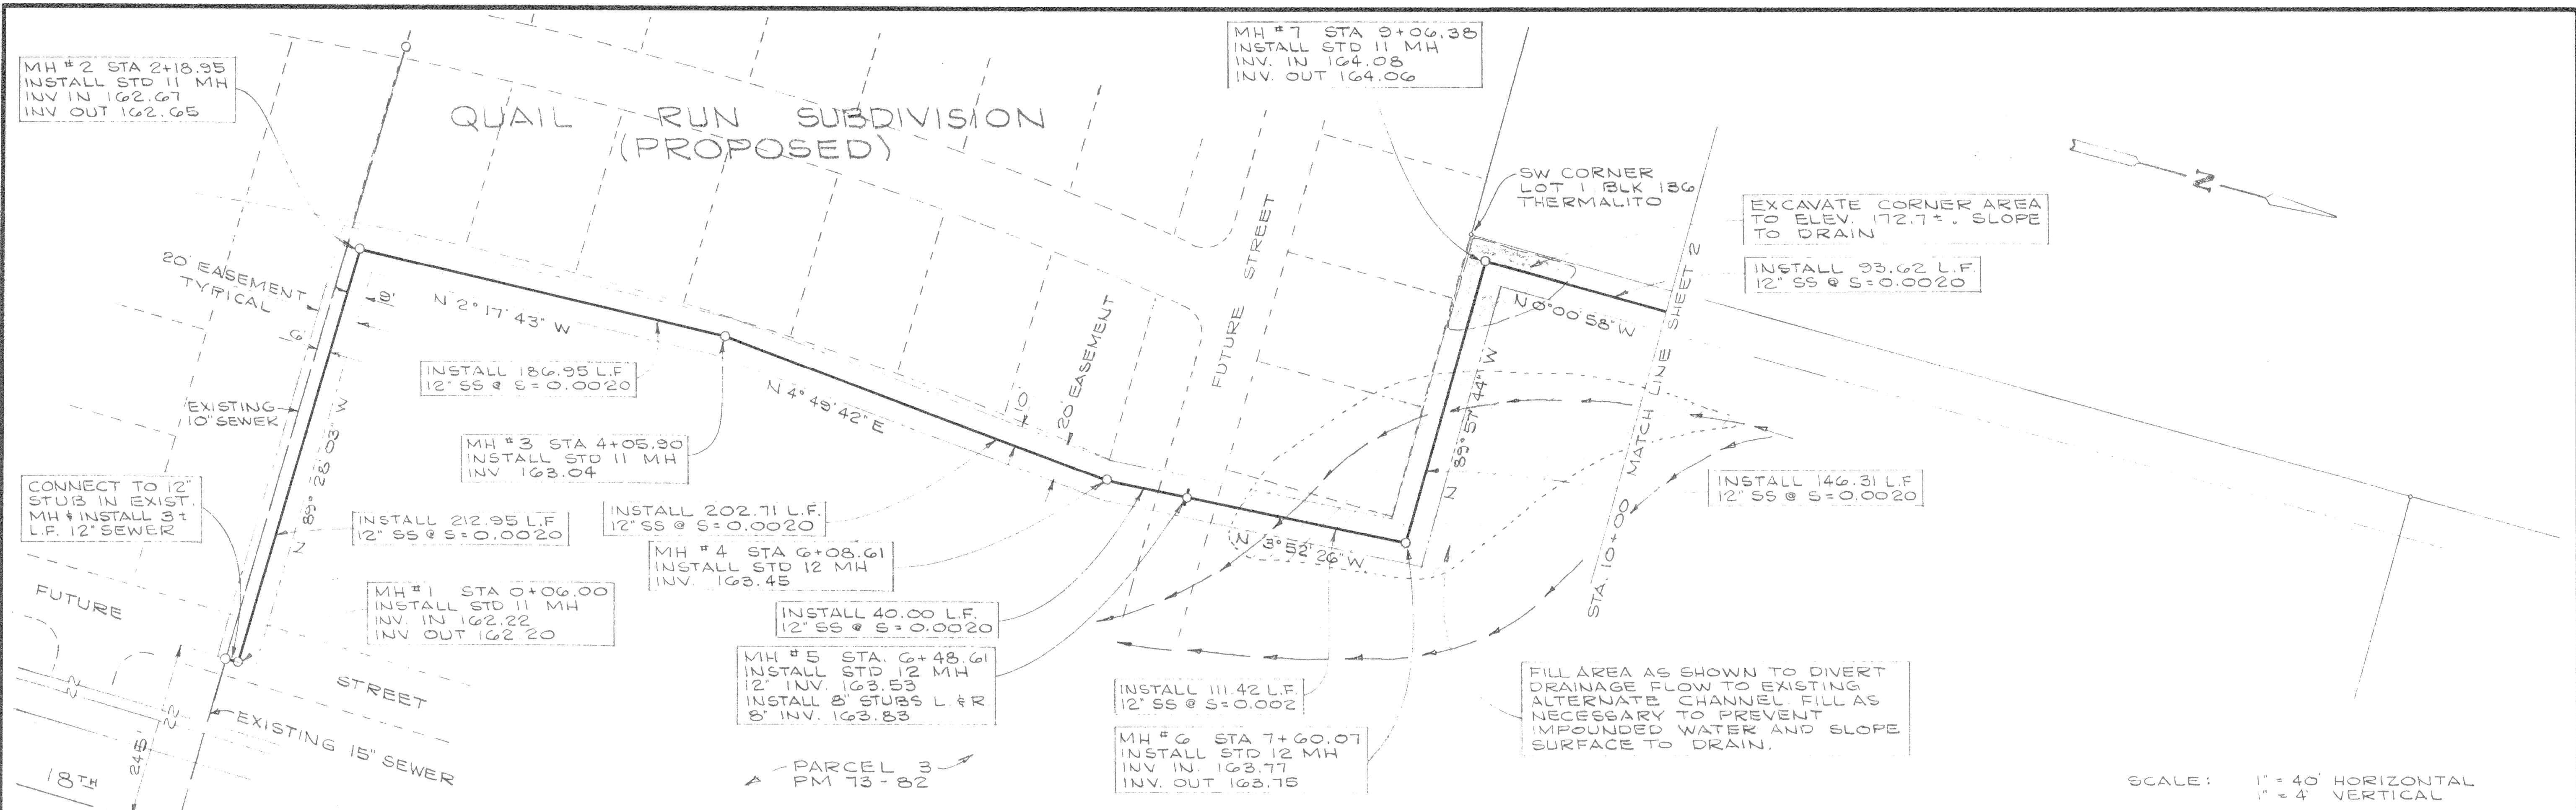 MH #2 STA 2+18.95
INSTALL STD 11 MH
INV IN 162.67
INV OUT 162.65
QUAIL RUN SUBDIVISION
(PROPOSED)
MH #7 STA 9+06.38
INSTALL STD 11 MH
INV. IN 164.08
INV. OUT 164.06
SW CORNER
LOT 1 BLK 136
THERMALITO
EXCAVATE CORNER AREA
TO ELEV. 172.7±. SLOPE
TO DRAIN
N
INSTALL 93.62 L.F.
12" SS @ S=0.0020
20' EASEMENT
TYPICAL
9'
6'
N 2° 17' 43" W
INSTALL 186.95 L.F.
12" SS @ S=0.0020
EXISTING
10" SEWER
N 89° 28' 03" W
N 4° 49' 42" E
10'
20' EASEMENT
FUTURE STREET
N 0° 00' 58" W
N 89° 57' 44" W
STA. 10+00 MATCH LINE SHEET 2
MH #3 STA 4+05.90
INSTALL STD 11 MH
INV 163.04
CONNECT TO 12"
STUB IN EXIST.
MH & INSTALL 3±
L.F. 12" SEWER
INSTALL 212.95 L.F.
12" SS @ S=0.0020
INSTALL 202.71 L.F.
12" SS @ S=0.0020
INSTALL 146.31 L.F
12" SS @ S=0.0020
MH #4 STA 6+08.61
INSTALL STD 12 MH
INV. 163.45
N 3° 52' 26" W
MH #1 STA 0+06.00
INSTALL STD 11 MH
INV. IN 162.22
INV OUT 162.20
INSTALL 40.00 L.F.
12" SS @ S=0.0020
FUTURE
STREET
MH #5 STA. 6+48.61
INSTALL STD 12 MH
12" INV. 163.53
INSTALL 8" STUBS L. & R.
8" INV. 163.83
INSTALL 111.42 L.F.
12" SS @ S=0.002
FILL AREA AS SHOWN TO DIVERT
DRAINAGE FLOW TO EXISTING
ALTERNATE CHANNEL. FILL AS
NECESSARY TO PREVENT
IMPOUNDED WATER AND SLOPE
SURFACE TO DRAIN.
22
22
245'
EXISTING 15" SEWER
18TH
PARCEL 3
PM 73-82
MH #6 STA 7+60.07
INSTALL STD 12 MH
INV IN. 163.77
INV. OUT 163.75
SCALE: 1" = 40' HORIZONTAL
1" = 4' VERTICAL